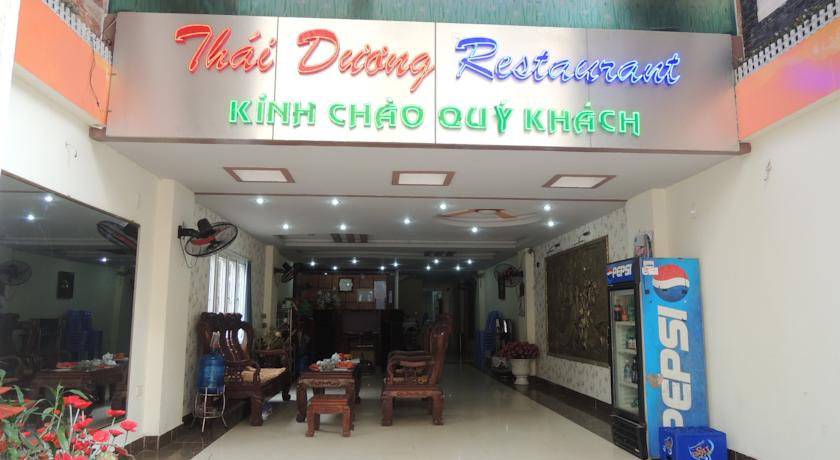 Thái Dương Restaurant
KÍNH CHÀO QUÝ KHÁCH
PEPSI
PEPSI